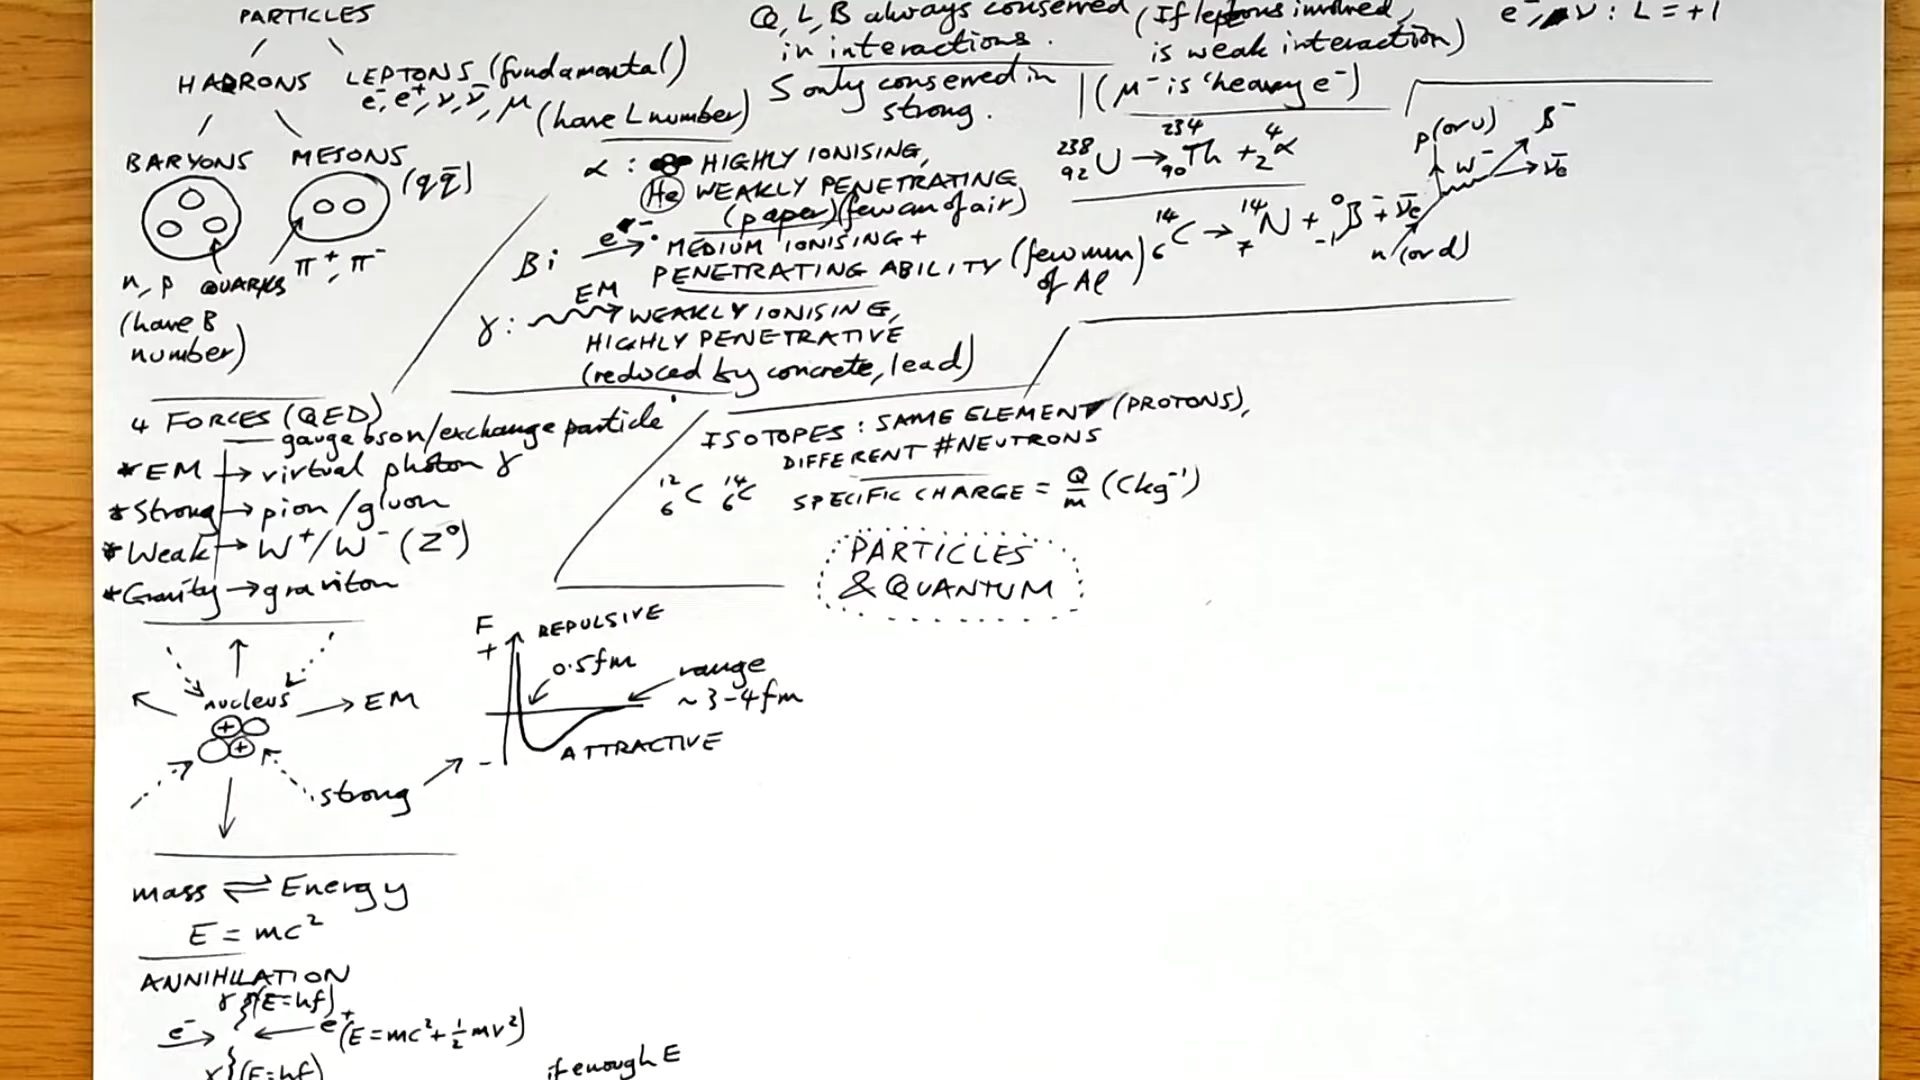 PARTICLES
HADRONS
LEPTONS (fundamental)
e⁻, e⁺, ν, ν̄, μ
(have L number)
BARYONS
MESONS
(qq̄)
n, p
QUARKS
π⁺, π⁻
(have B
number)
Q, L, B always conserved
in interactions.
(If leptons involved,
is weak interaction)
e⁻, ν : L = +1
S only conserved in
strong.
(μ⁻ is 'heavy e⁻)
α : HIGHLY IONISING,
He WEAKLY PENETRATING
(paper) (few cm of air)
β: e⁻ MEDIUM IONISING +
PENETRATING ABILITY (few mm)
of Al
γ: EM WEAKLY IONISING,
HIGHLY PENETRATIVE
(reduced by concrete, lead)
²³⁸₉₂U → ²³⁴₉₀Th + ⁴₂α
¹⁴₆C → ¹⁴₇N + ⁰₋₁β⁻ + ν̄e
p (or u)
β⁻
W⁻
ν̄e
n (or d)
4 FORCES (QED)
gauge bson/exchange particle
*EM → virtual photon γ
*Strong → pion/gluon
*Weak → W⁺/W⁻ (Z⁰)
*Gravity → graviton
ISOTOPES : SAME ELEMENT (PROTONS),
DIFFERENT #NEUTRONS
¹²₆C ¹⁴₆C
SPECIFIC CHARGE = Q/m (Ckg⁻¹)
PARTICLES
& QUANTUM
nucleus
+
+
EM
strong
F
+
REPULSIVE
0.5fm
range
~3-4fm
ATTRACTIVE
-
mass ⇌ Energy
E = mc²
ANNIHILATION
γ (E=hf)
e⁻ → ← e⁺ (E=mc²+½mv²)
γ (E=hf)
if enough E